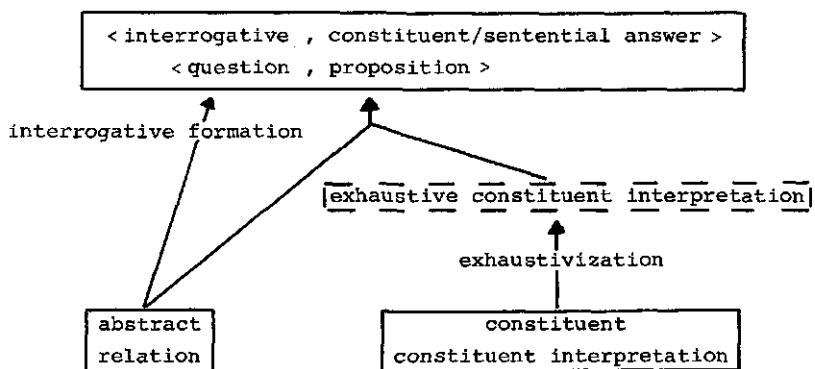 < interrogative , constituent/sentential answer >
< question , proposition >
interrogative formation
exhaustive constituent interpretation
exhaustivization
abstract
relation
constituent
constituent interpretation